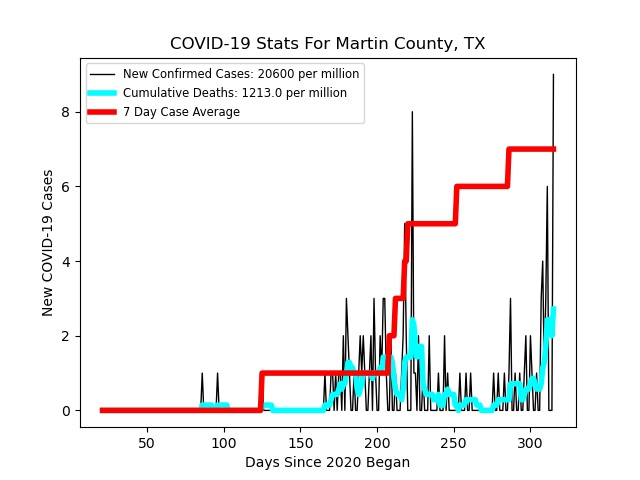 COVID-19 Stats For Martin County, TX
New Confirmed Cases: 20600 per million
Cumulative Deaths: 1213.0 per million
7 Day Case Average
New COVID-19 Cases
8
6
4
2
0
50 100 150 200 250 300
Days Since 2020 Began